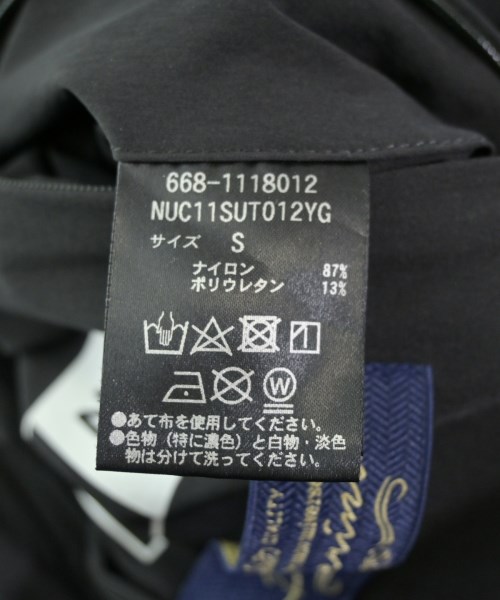 668-1118012
NUC11SUT012YG
サイズ S
ナイロン 87%
ポリウレタン 13%
W
●あて布を使用してください。
●色物（特に濃色）と白物・淡色
物は分けて洗ってください。